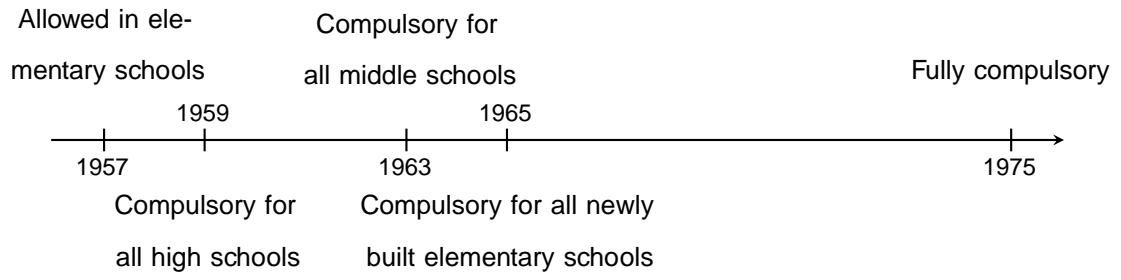 Allowed in ele-
mentary schools
Compulsory for
all middle schools
Fully compulsory
1959
1965
1957
1963
1975
Compulsory for
all high schools
Compulsory for all newly
built elementary schools